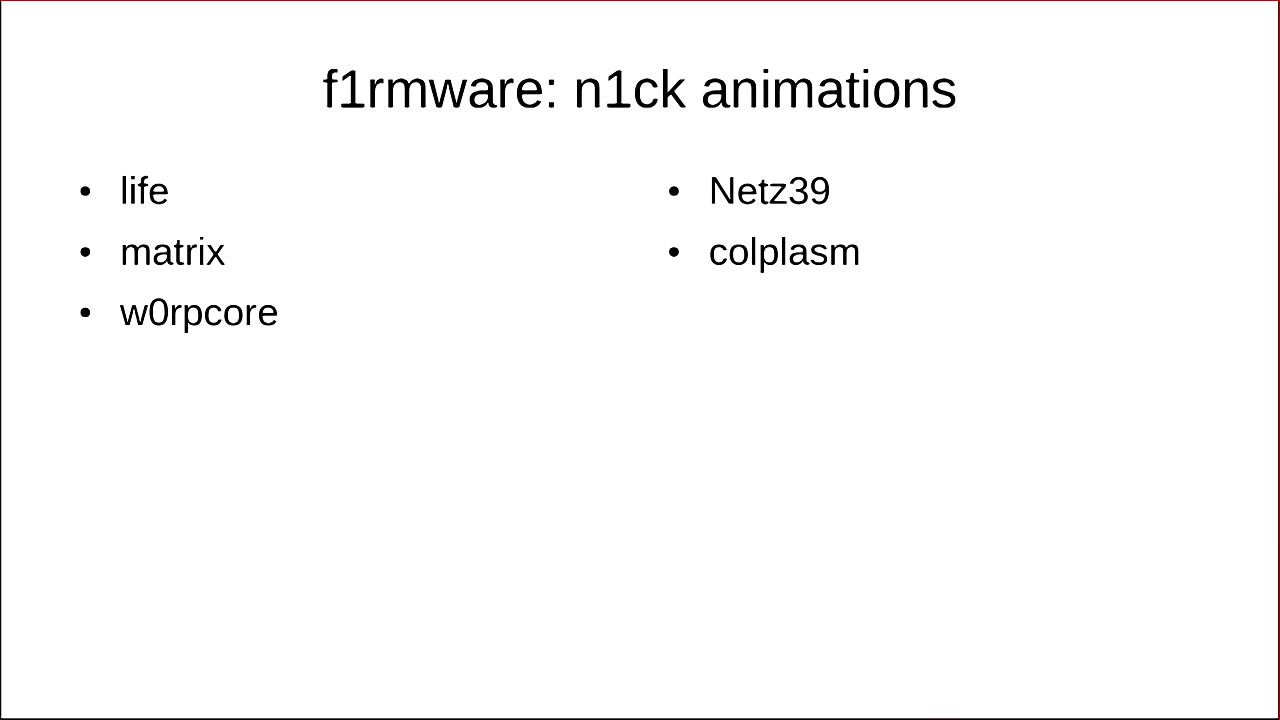 f1rmware: n1ck animations
• life
• matrix
• w0rpcore
• Netz39
• colplasm